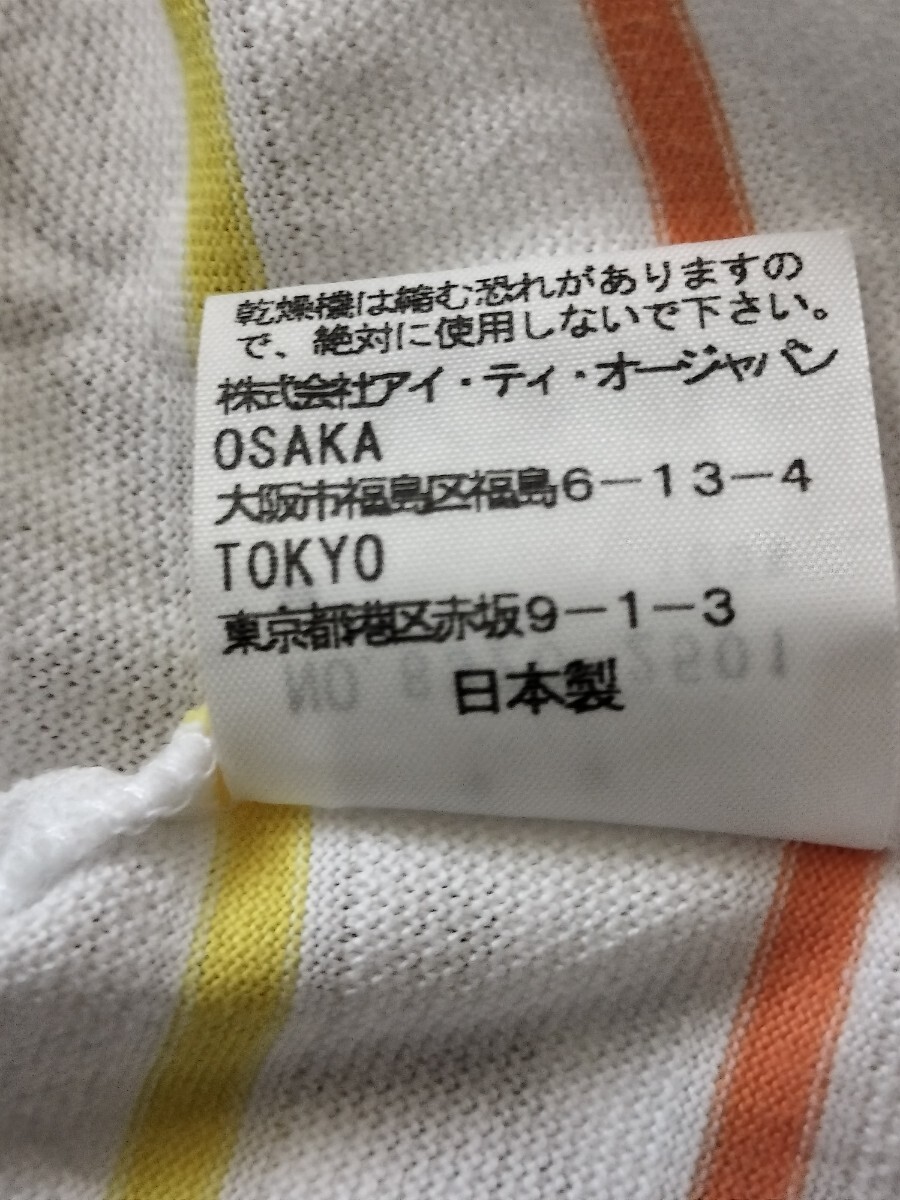 乾燥機は縮む恐れがありますの
で、絶対に使用しないで下さい。
株式会社アイ・ティ・オージャパン
OSAKA
大阪市福島区福島6－13－4
TOKYO
東京都港区赤坂9－1－3
日本製